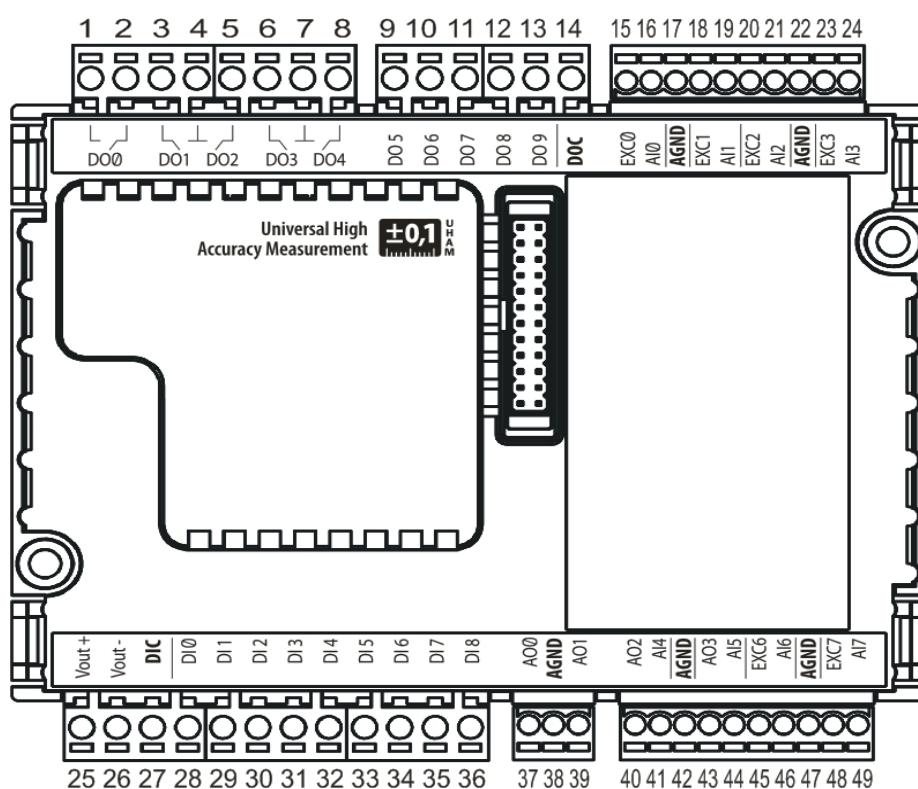 1 2 3 4 5 6 7 8 9 10 11 12 13 14 15 16 17 18 19 20 21 22 23 24
DO0 DO1 DO2 DO3 DO4 DO5 DO6 DO7 DO8 DO9 DOC EXC0 AI0 AGND EXC1 AI1 EXC2 AI2 AGND EXC3 AI3
Universal High
Accuracy Measurement
±0,1
UHAM
Vout + Vout - DIC DI0 DI1 DI2 DI3 DI4 DI5 DI6 DI7 DI8 AO0 AGND AO1 AO2 AI4 AGND AO3 AI5 EXC6 AI6 AGND EXC7 AI7
25 26 27 28 29 30 31 32 33 34 35 36 37 38 39 40 41 42 43 44 45 46 47 48 49